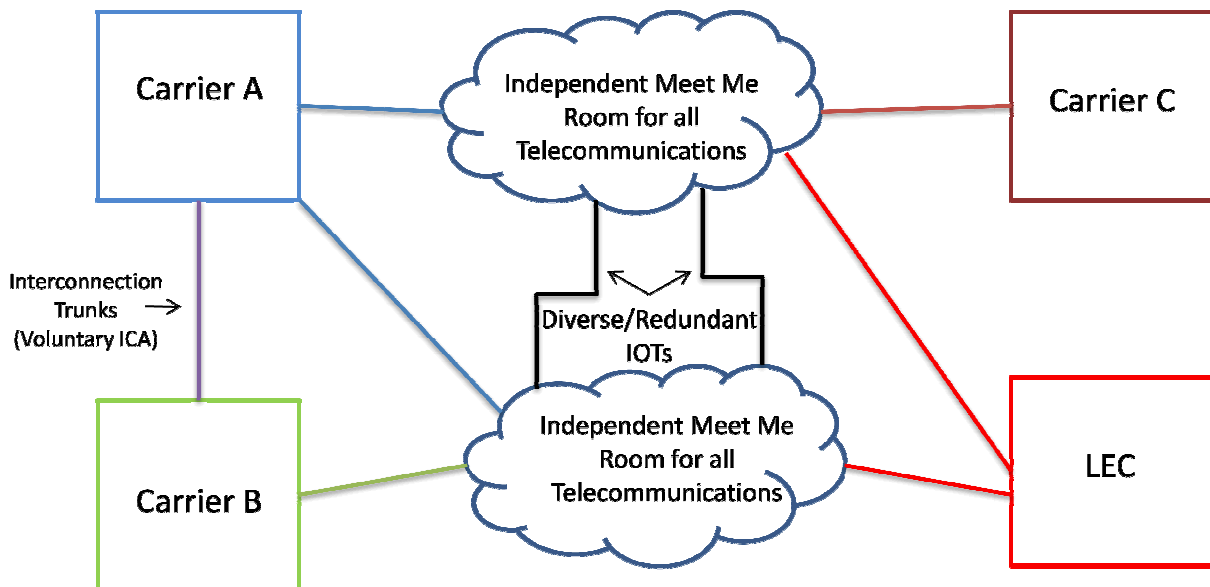 Carrier A
Independent Meet Me
Room for all
Telecommunications
Carrier C
Interconnection
Trunks
(Voluntary ICA)
Diverse/Redundant
IOTs
Carrier B
Independent Meet Me
Room for all
Telecommunications
LEC